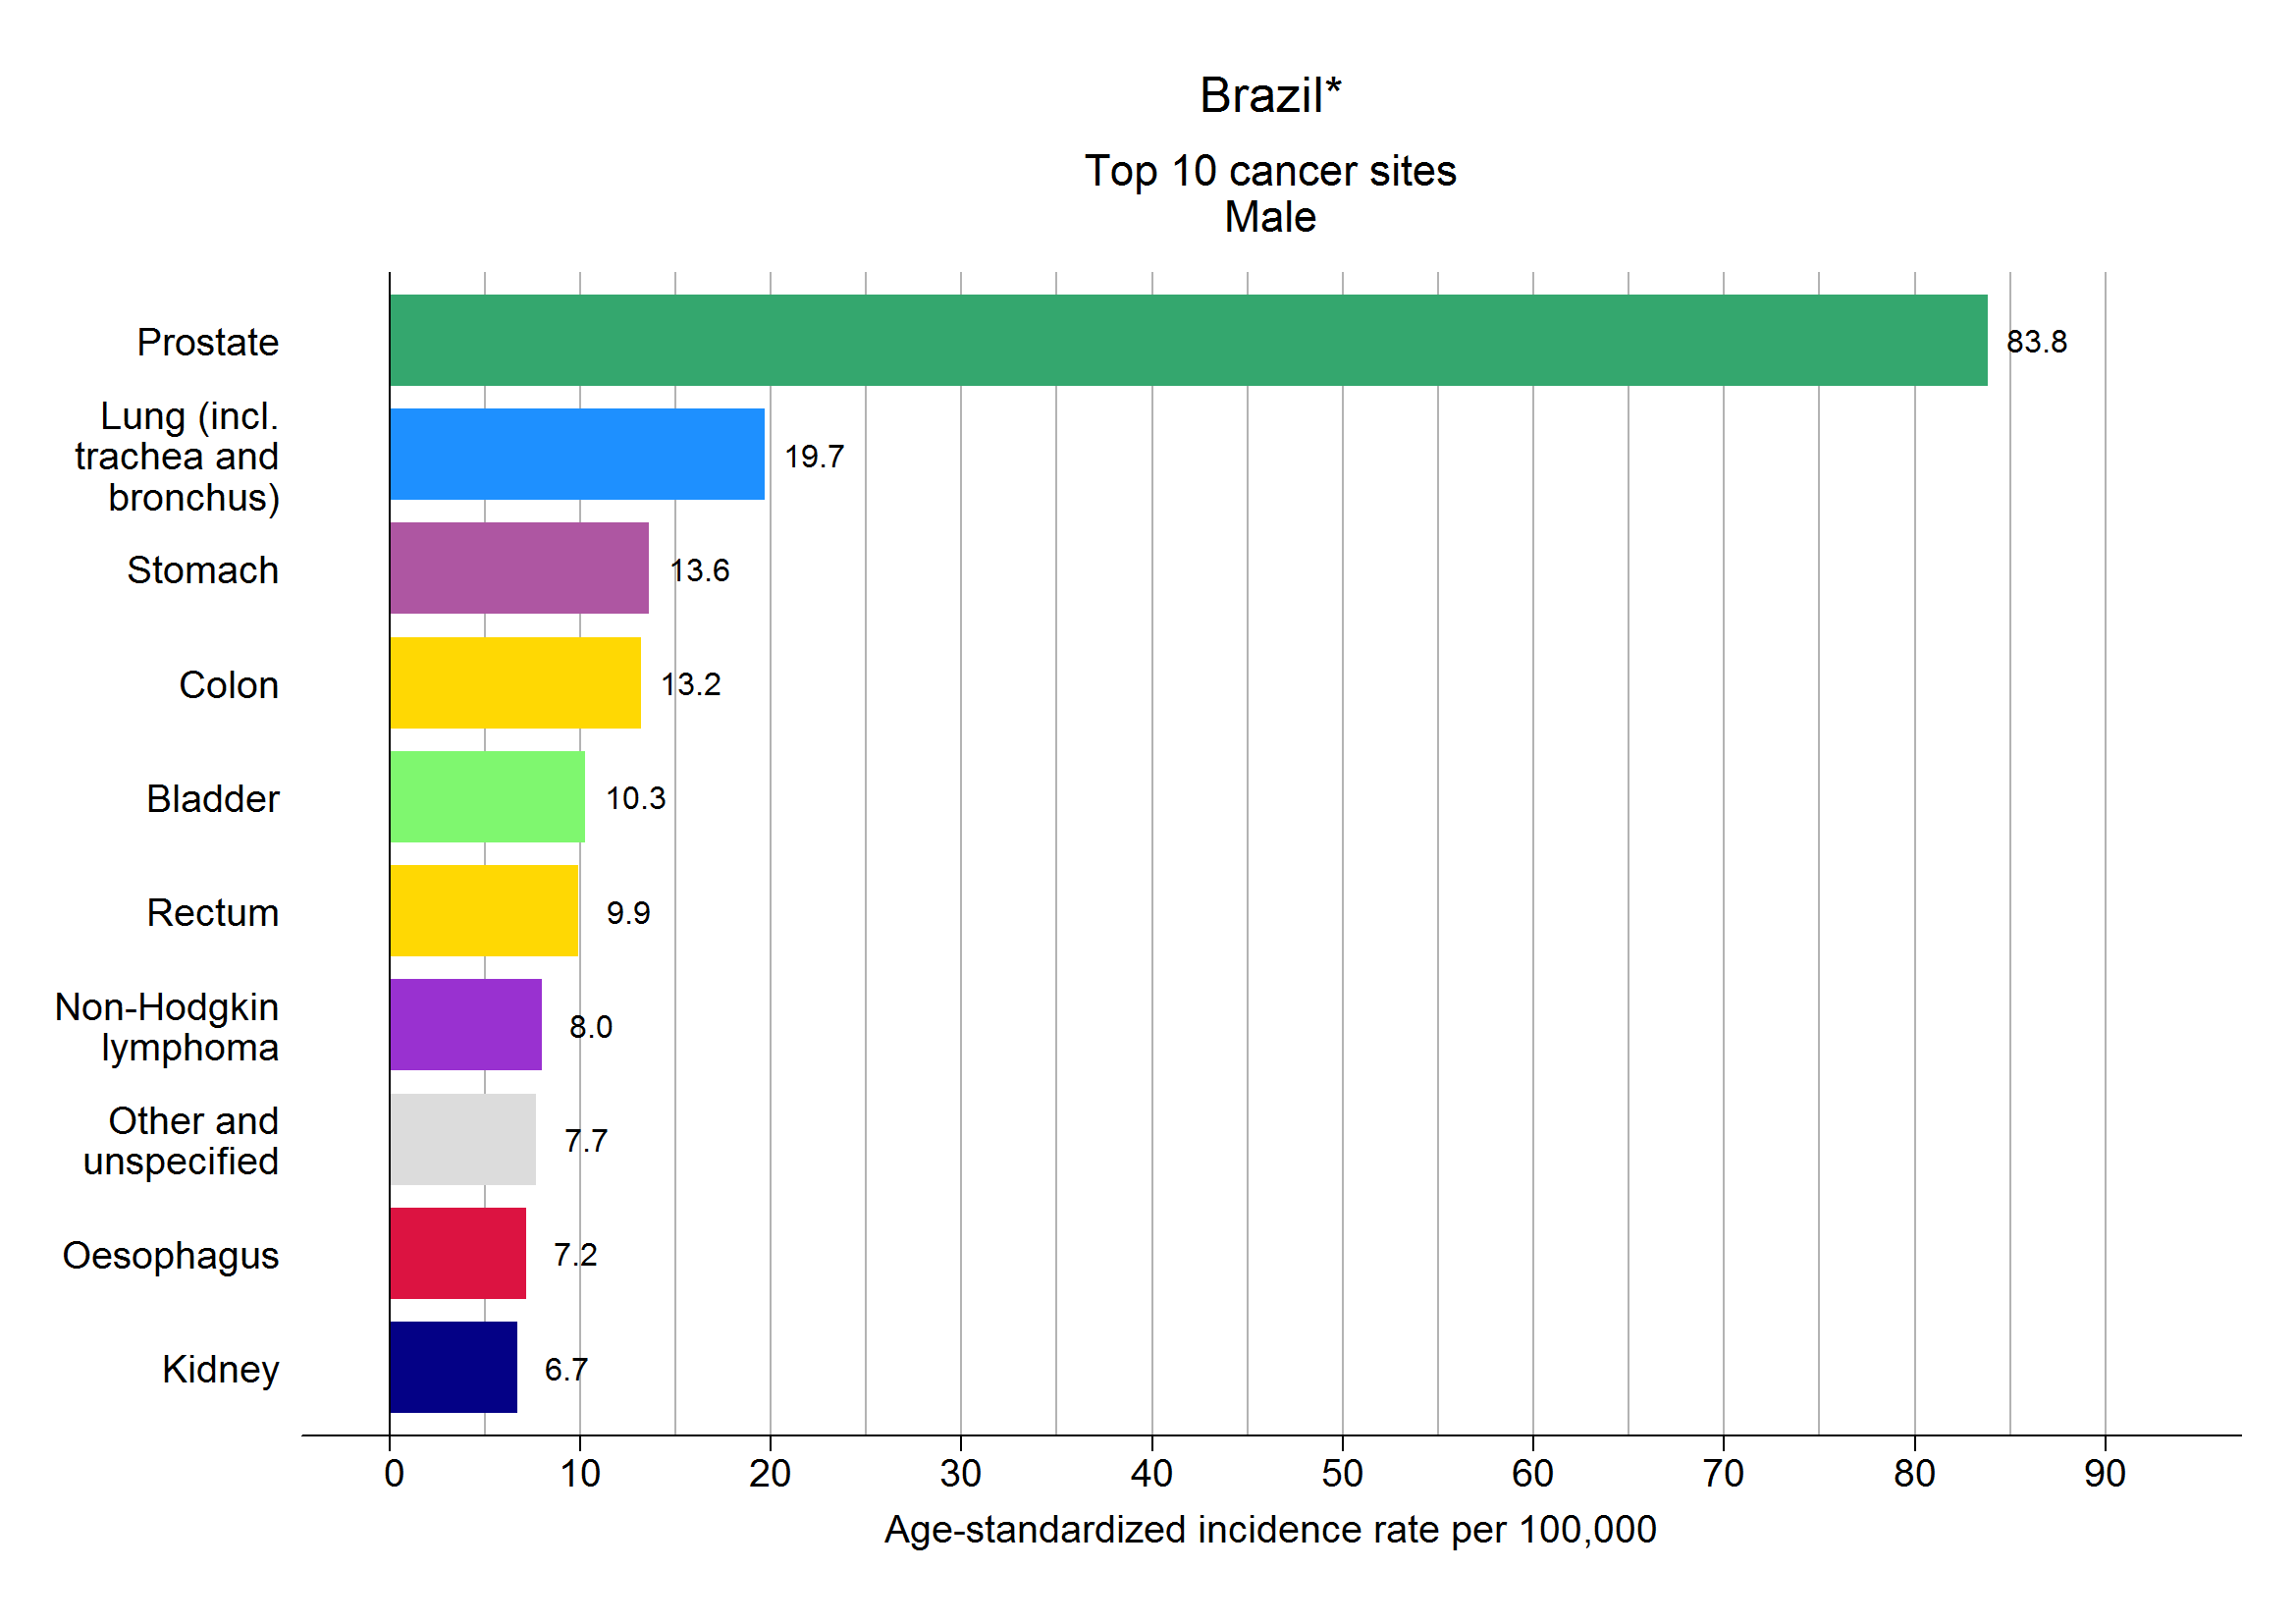 Brazil*
Top 10 cancer sites
Male
Prostate
83.8
Lung (incl.
trachea and
bronchus)
19.7
Stomach
13.6
Colon
13.2
Bladder
10.3
Rectum
9.9
Non-Hodgkin
lymphoma
8.0
Other and
unspecified
7.7
Oesophagus
7.2
Kidney
6.7
0 10 20 30 40 50 60 70 80 90
Age-standardized incidence rate per 100,000